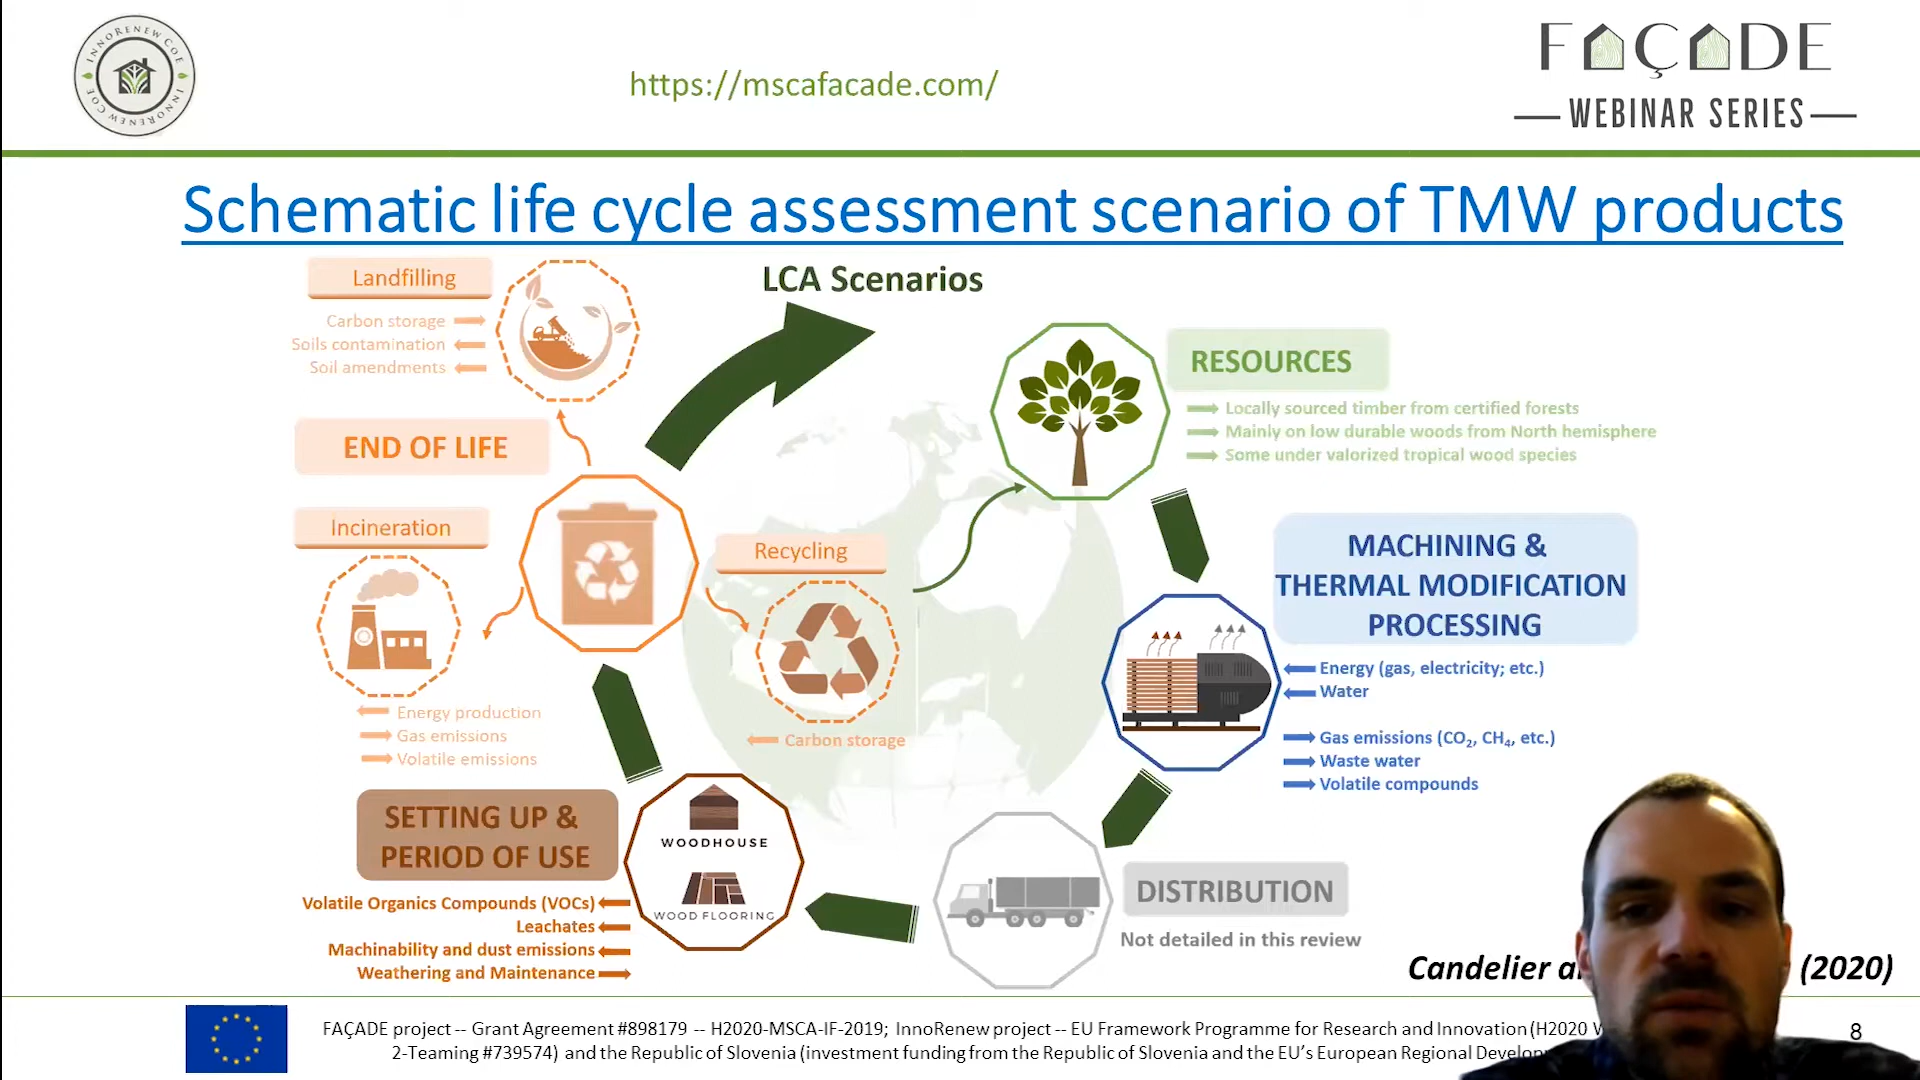 INNORENEW COE INNORENEW COE
https://mscafacade.com/
FAÇADE
WEBINAR SERIES
Schematic life cycle assessment scenario of TMW products
LCA Scenarios
Landfilling
Carbon storage
Soils contamination
Soil amendments
END OF LIFE
Incineration
Energy production
Gas emissions
Volatile emissions
Recycling
Carbon storage
RESOURCES
Locally sourced timber from certified forests
Mainly on low durable woods from North hemisphere
Some under valorized tropical wood species
MACHINING &
THERMAL MODIFICATION
PROCESSING
Energy (gas, electricity; etc.)
Water
Gas emissions (CO₂, CH₄, etc.)
Waste water
Volatile compounds
DISTRIBUTION
Not detailed in this review
SETTING UP &
PERIOD OF USE
Volatile Organics Compounds (VOCs)
Leachates
Machinability and dust emissions
Weathering and Maintenance
WOODHOUSE
WOOD FLOORING
Candelier (2020)
FAÇADE project -- Grant Agreement #898179 -- H2020-MSCA-IF-2019; InnoRenew project -- EU Framework Programme for Research and Innovation (H2020
2-Teaming #739574) and the Republic of Slovenia (investment funding from the Republic of Slovenia and the EU's European Regional
8